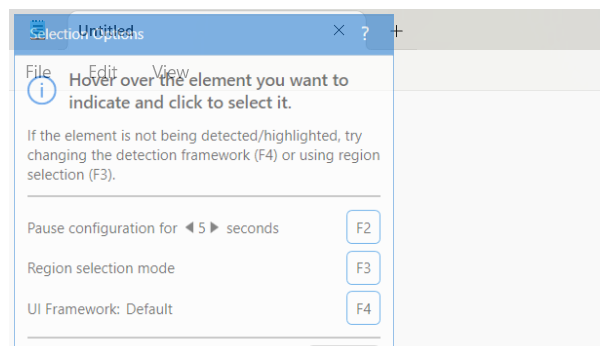 Untitled
Selection Options ?
File Edit View
Hover over the element you want to
indicate and click to select it.
If the element is not being detected/highlighted, try
changing the detection framework (F4) or using region
selection (F3).
Pause configuration for 5 seconds F2
Region selection mode F3
UI Framework: Default F4